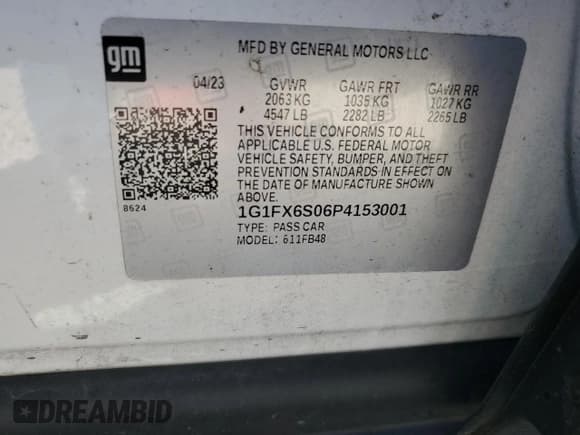 gm
MFD BY GENERAL MOTORS LLC
04/23 GVWR GAWR FRT GAWR RR
2063 KG 1035 KG 1027 KG
4547 LB 2282 LB 2265 LB
THIS VEHICLE CONFORMS TO ALL
APPLICABLE U.S. FEDERAL MOTOR
VEHICLE SAFETY, BUMPER, AND THEFT
PREVENTION STANDARDS IN EFFECT ON
THE DATE OF MANUFACTURE SHOWN
ABOVE.
8624
1G1FX6S06P4153001
TYPE: PASS CAR
MODEL: 611FB48
DREAMBID